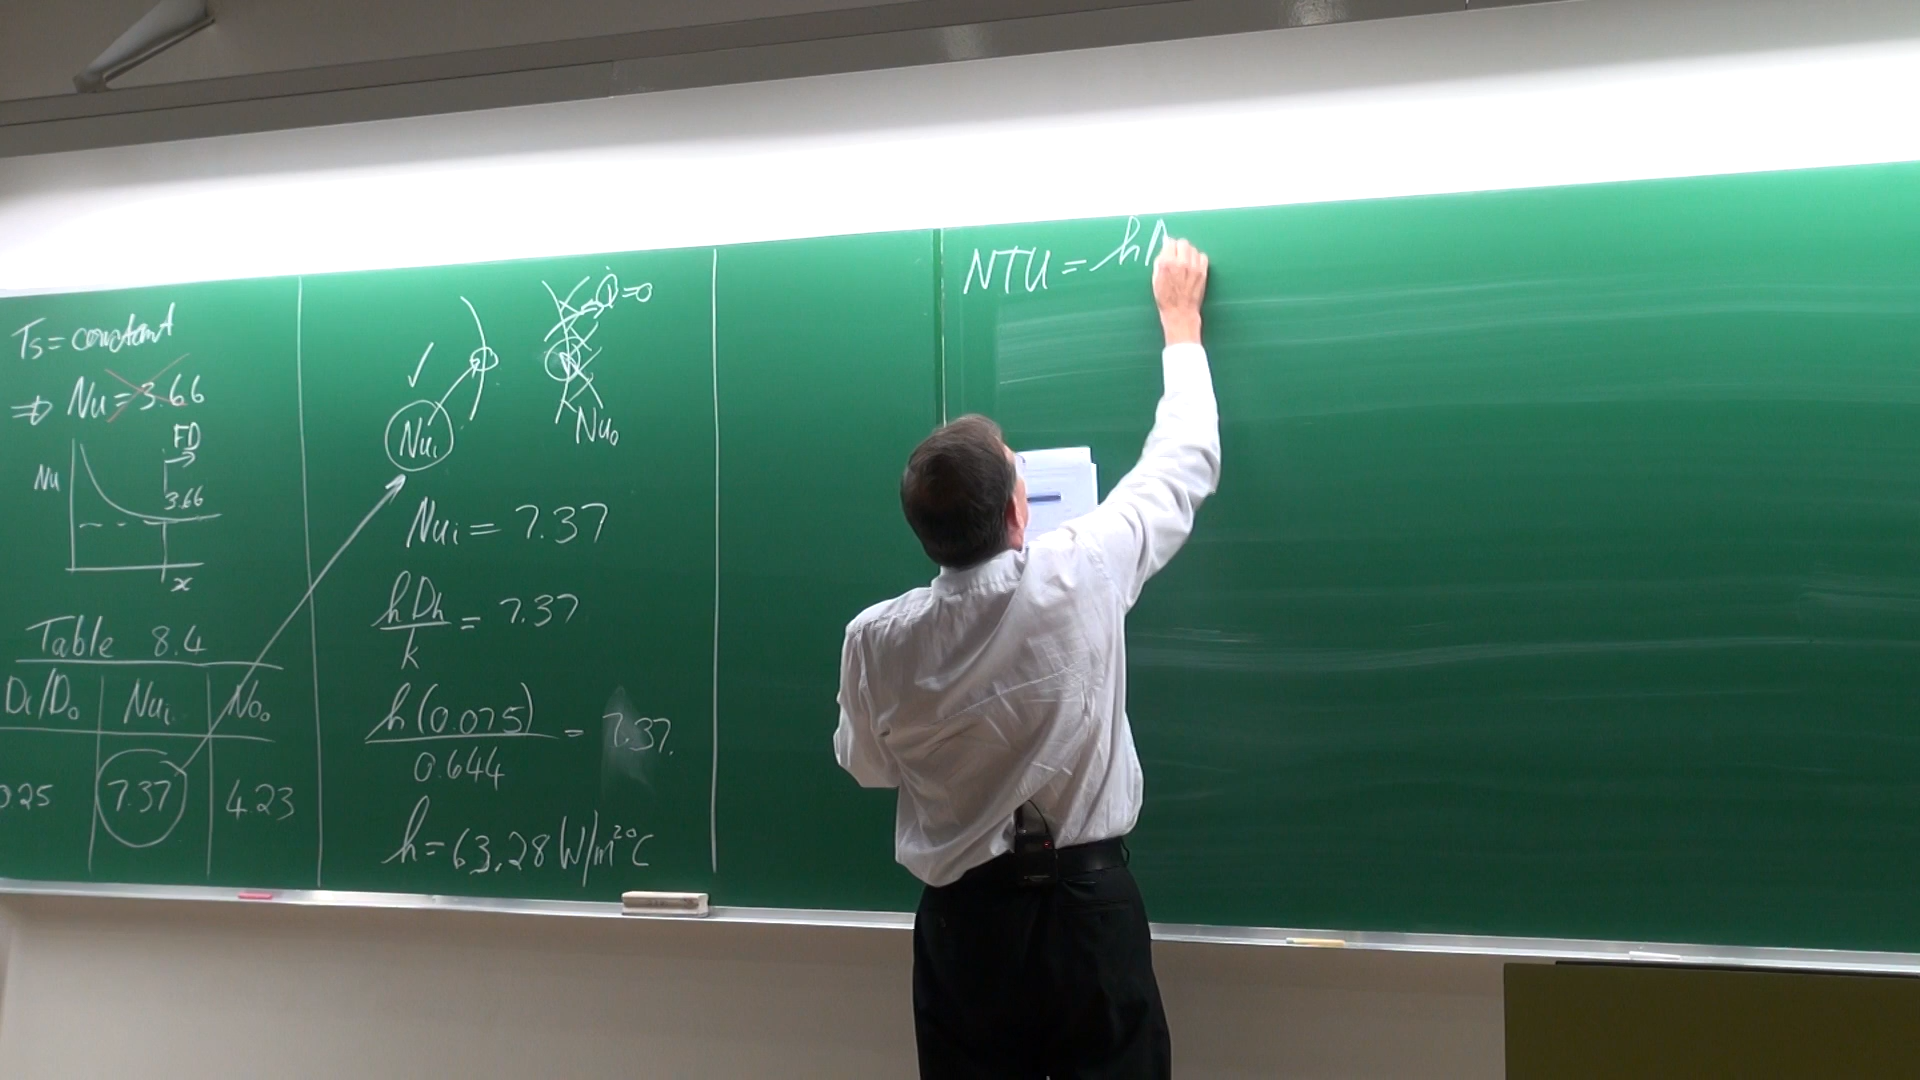 Ts = constant
⇒ Nu = 3.66
FD
Nu
3.66
x
Table 8.4
Di/Do Nui Nuo
025 7.37 4.23
✓
=0
Nui
Nuo
Nui = 7.37
hDh/k = 7.37
h(0.075)/0.644 = 7.37.
h = 63.28 W/m²°C
NTU = hA